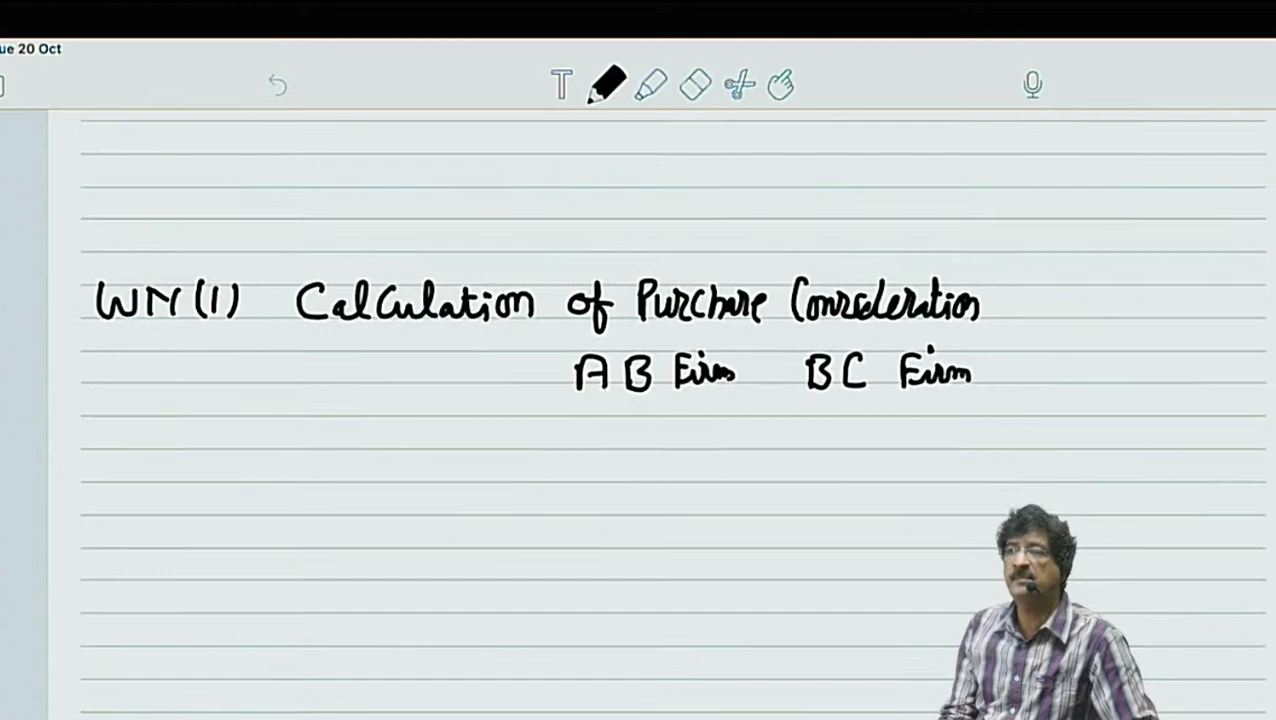 ue 20 Oct
T
WN (1) Calculation of Purchase Consideration
AB Firm BC Firm